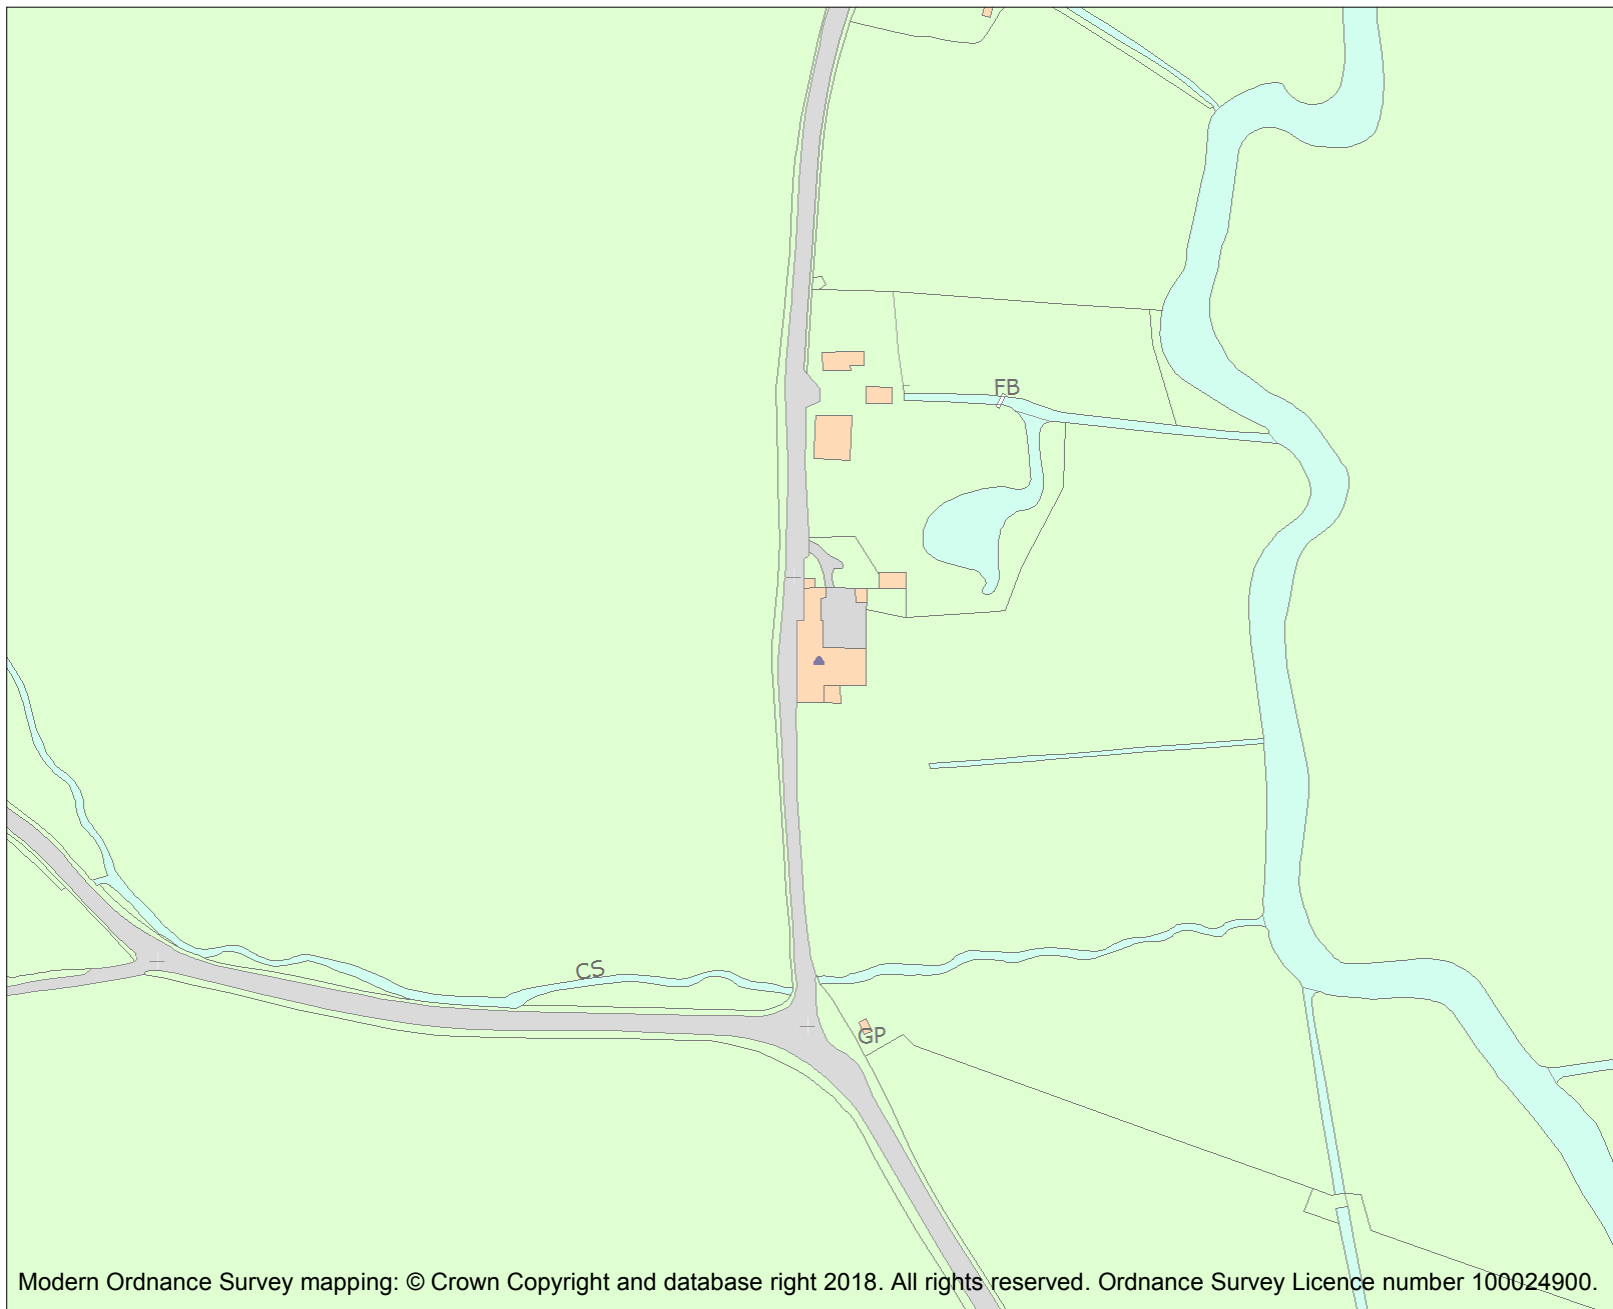 FB
CS
GP
Modern Ordnance Survey mapping: © Crown Copyright and database right 2018. All rights reserved. Ordnance Survey Licence number 100024900.